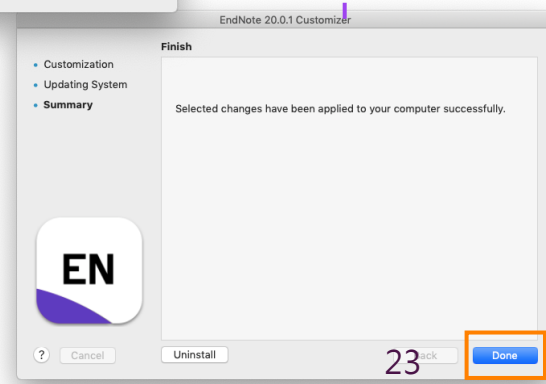 EndNote 20.0.1 Customizer
Finish
• Customization
• Updating System
• Summary
Selected changes have been applied to your computer successfully.
EN
? Cancel Uninstall 23 ack Done